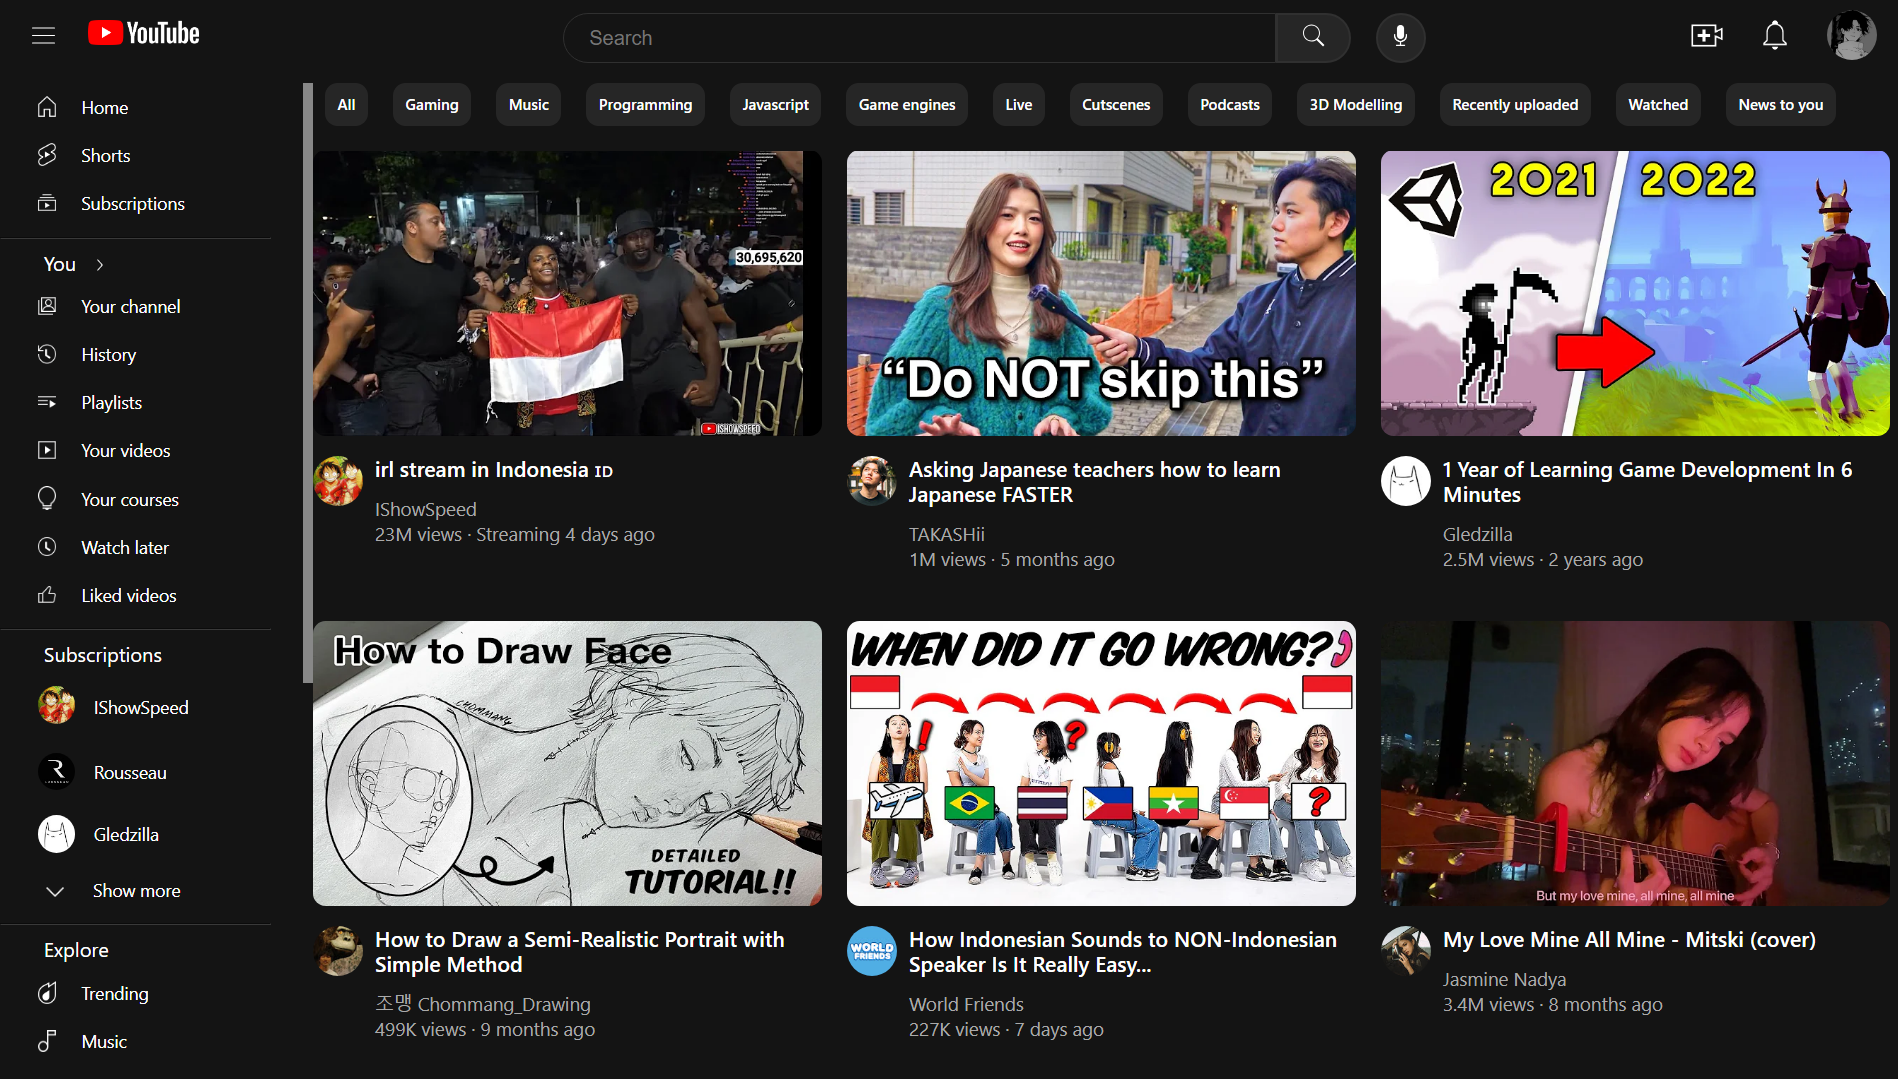 YouTube
Search
Home
Shorts
Subscriptions
You
Your channel
History
Playlists
Your videos
Your courses
Watch later
Liked videos
Subscriptions
IShowSpeed
Rousseau
Gledzilla
Show more
Explore
Trending
Music
All
Gaming
Music
Programming
Javascript
Game engines
Live
Cutscenes
Podcasts
3D Modelling
Recently uploaded
Watched
News to you
30,695,620
ISHOWSPEED
irl stream in Indonesia ID
IShowSpeed
23M views · Streaming 4 days ago
“Do NOT skip this”
Asking Japanese teachers how to learn
Japanese FASTER
TAKASHii
1M views · 5 months ago
2021 2022
1 Year of Learning Game Development In 6
Minutes
Gledzilla
2.5M views · 2 years ago
How to Draw Face
CHOMMANG
DETAILED
TUTORIAL!!
How to Draw a Semi-Realistic Portrait with
Simple Method
조맹 Chommang_Drawing
499K views · 9 months ago
WHEN DID IT GO WRONG?
!
?
?
WORLD
FRIENDS
How Indonesian Sounds to NON-Indonesian
Speaker Is It Really Easy...
World Friends
227K views · 7 days ago
But my love mine, all mine, all mine
My Love Mine All Mine - Mitski (cover)
Jasmine Nadya
3.4M views · 8 months ago